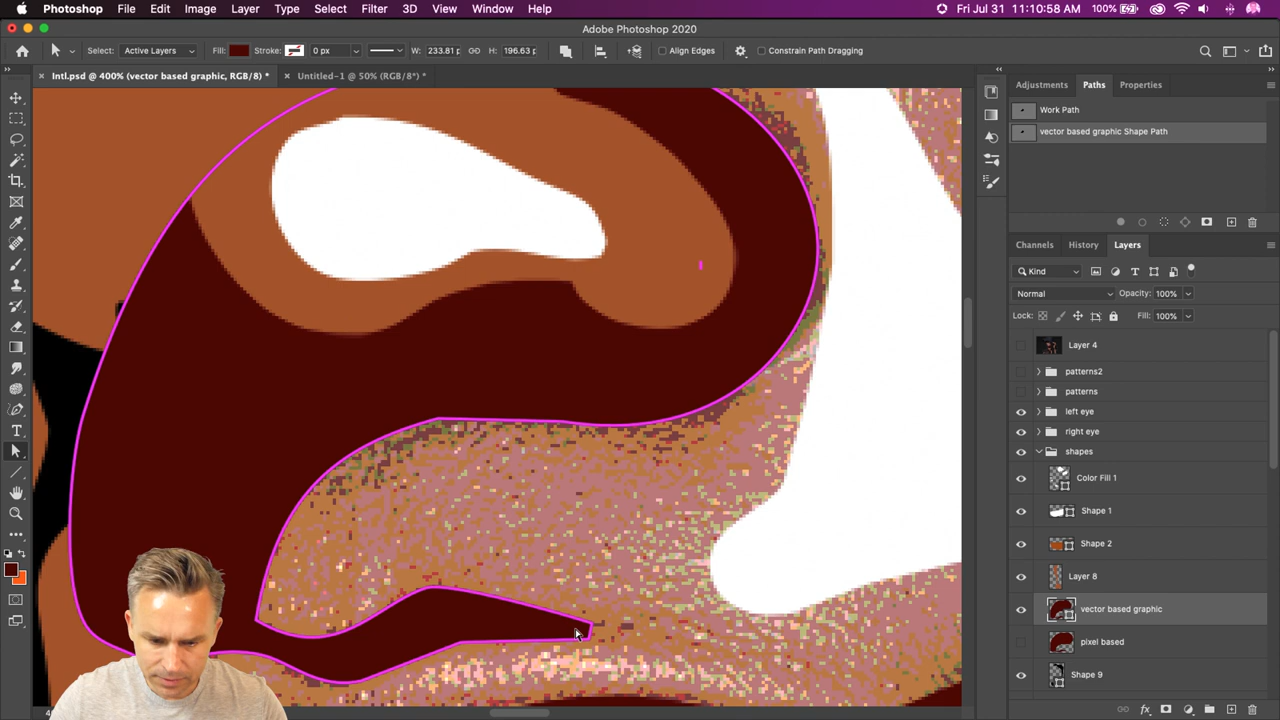 Photoshop File Edit Image Layer Type Select Filter 3D View Window Help 100% Fri Jul 31 11:10:58 AM
Adobe Photoshop 2020
Select: Active Layers Fill: Stroke: 0 px W: 233.81 p H: 196.63 p Align Edges Constrain Path Dragging
Intl.psd @ 400% (vector based graphic, RGB/8) * Untitled-1 @ 50% (RGB/8*) *
Adjustments Paths Properties
Work Path
vector based graphic Shape Path
Channels History Layers
Kind
Normal Opacity: 100%
Lock: Fill: 100%
Layer 4
patterns2
patterns
left eye
right eye
shapes
Color Fill 1
Shape 1
Shape 2
Layer 8
vector based graphic
pixel based
Shape 9